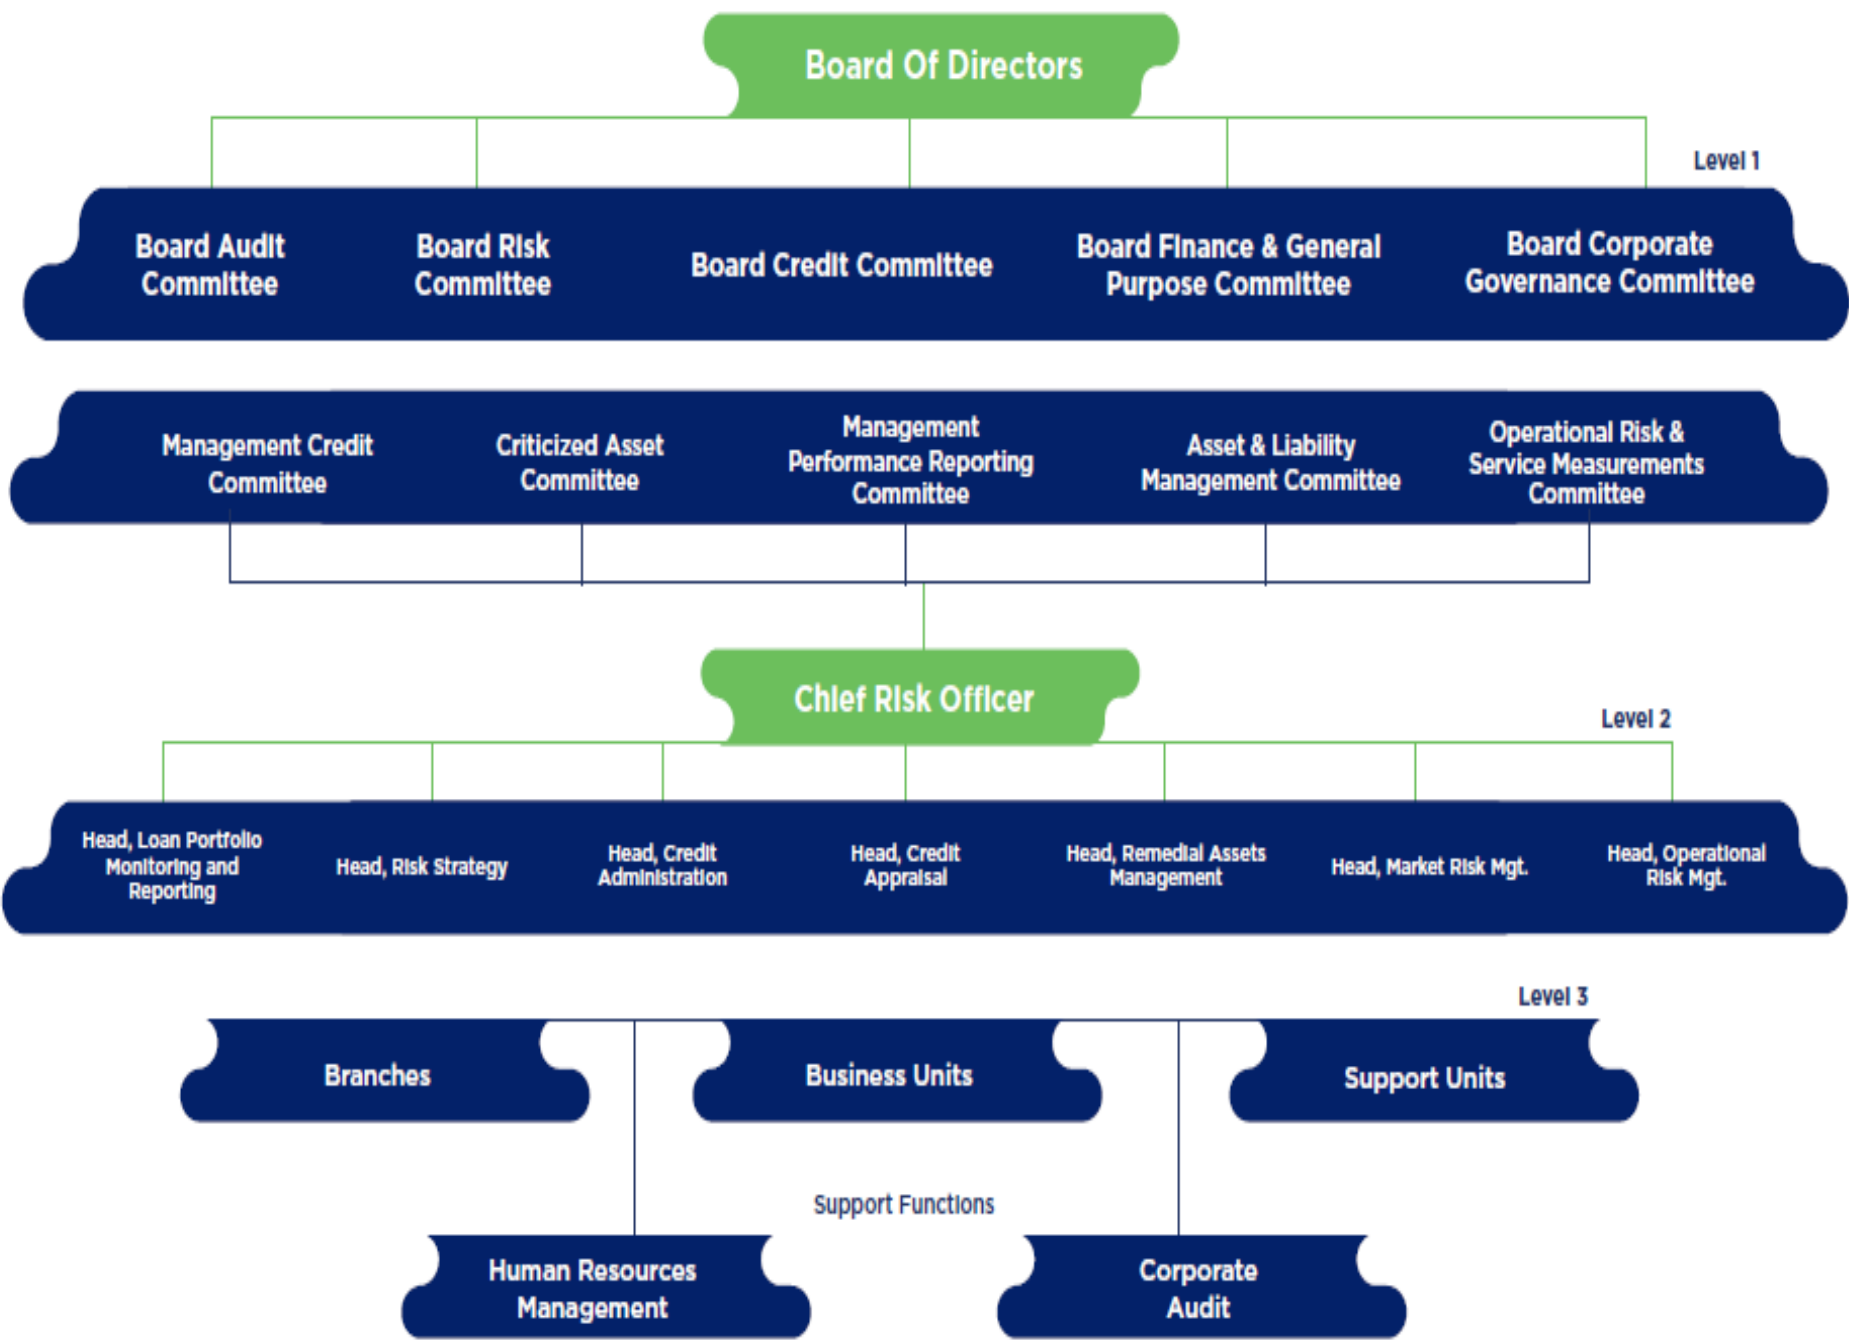 Board Of Directors
Level 1
Board Audit
Committee
Board Risk
Committee
Board Credit Committee
Board Finance & General
Purpose Committee
Board Corporate
Governance Committee
Management Credit
Committee
Criticized Asset
Committee
Management
Performance Reporting
Committee
Asset & Liability
Management Committee
Operational Risk &
Service Measurements
Committee
Chief Risk Officer
Level 2
Head, Loan Portfolio
Monitoring and
Reporting
Head, Risk Strategy
Head, Credit
Administration
Head, Credit
Appraisal
Head, Remedial Assets
Management
Head, Market Risk Mgt.
Head, Operational
Risk Mgt.
Level 3
Branches
Business Units
Support Units
Support Functions
Human Resources
Management
Corporate
Audit